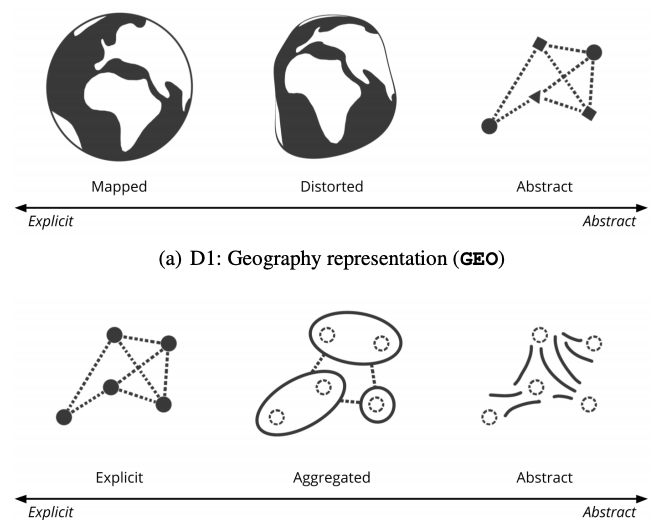 Mapped
Distorted
Abstract
Explicit
Abstract
(a) D1: Geography representation (GEO)
Explicit
Aggregated
Abstract
Explicit
Abstract